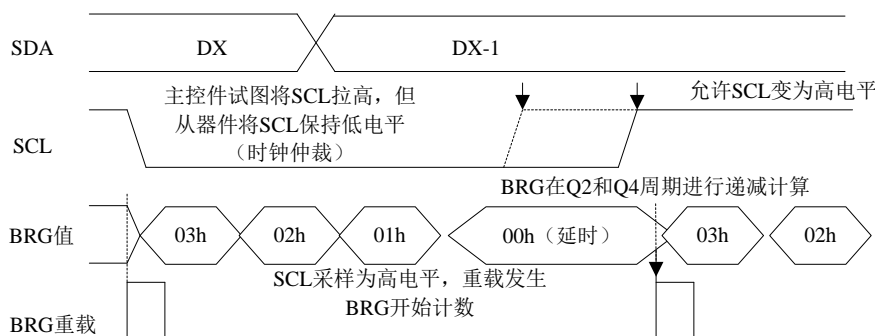 SDA
DX
DX-1
主控件试图将SCL拉高，但
从器件将SCL保持低电平
（时钟仲裁）
允许SCL变为高电平
SCL
BRG在Q2和Q4周期进行递减计算
BRG值
03h
02h
01h
00h（延时）
03h
02h
SCL采样为高电平，重载发生
BRG开始计数
BRG重载